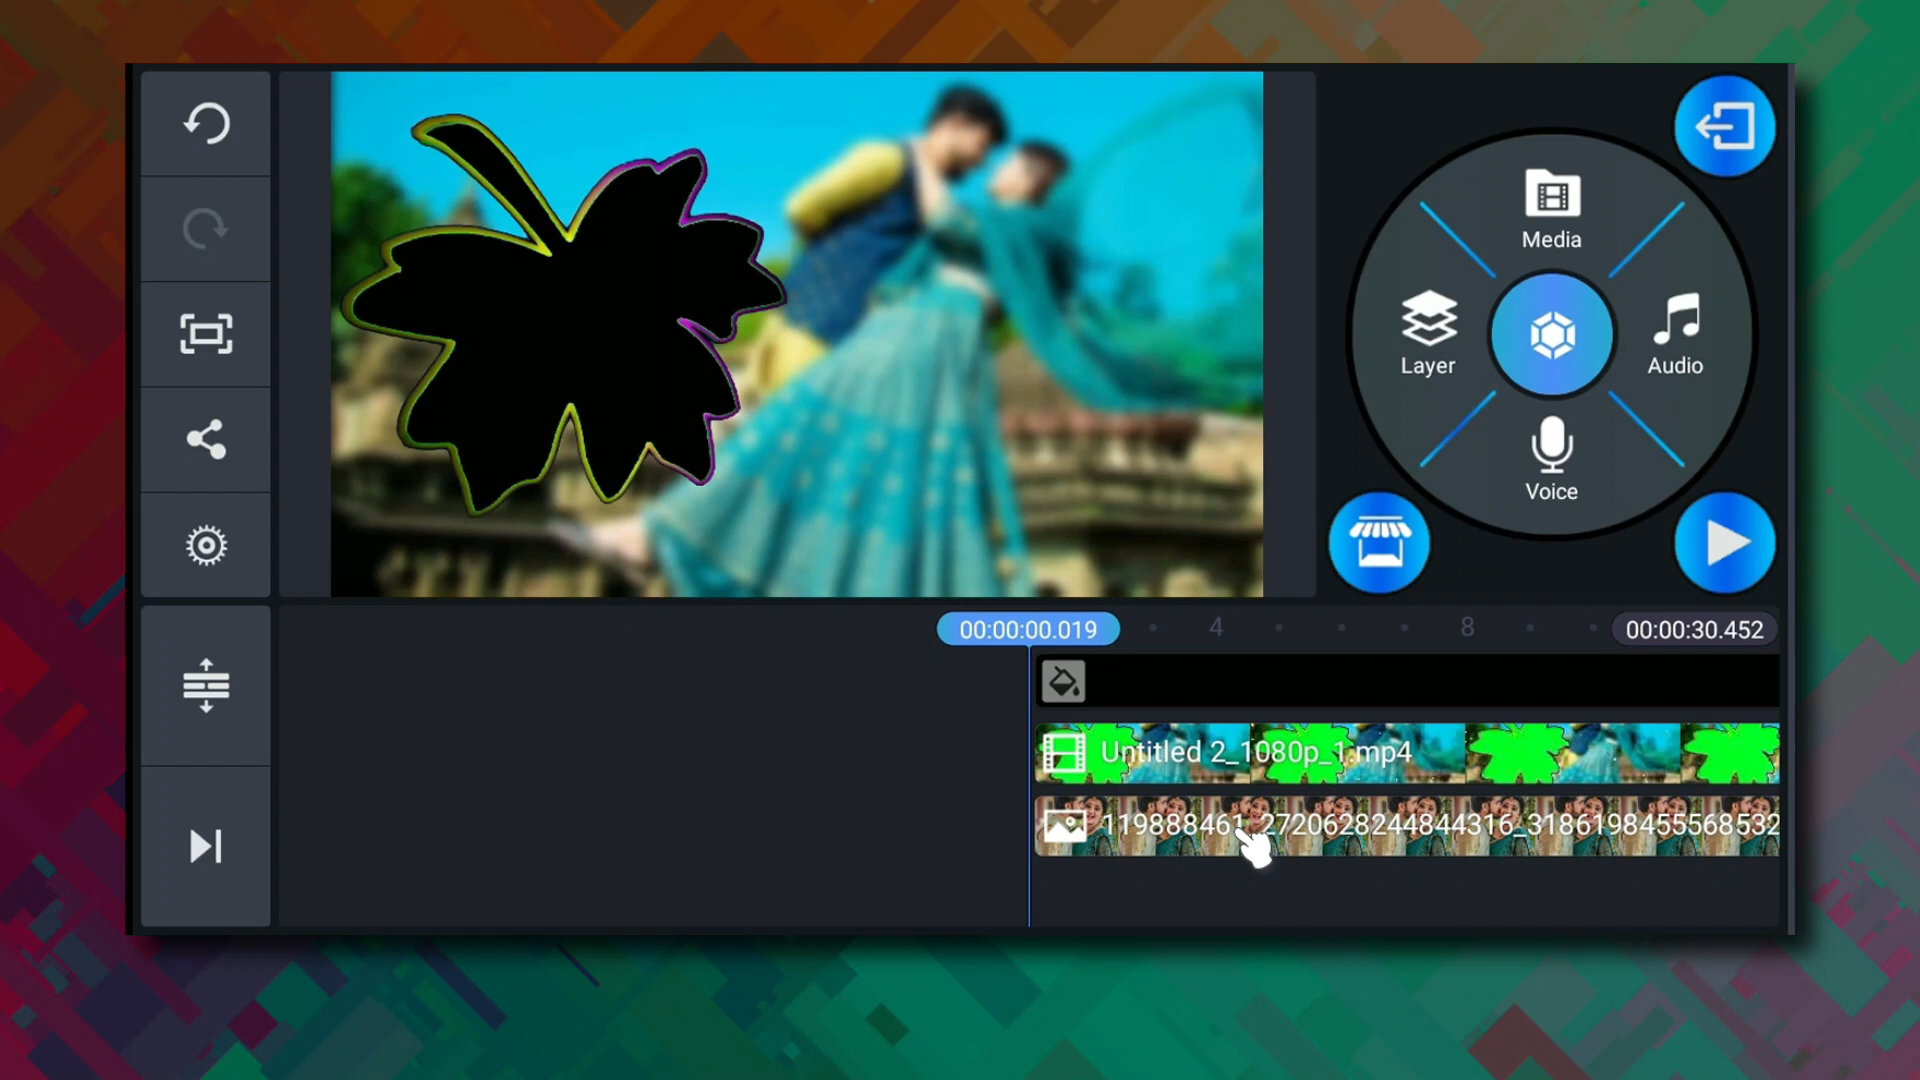 Media
Layer
Audio
Voice
00:00:00.019
4
8
00:00:30.452
Untitled 2_1080p_1.mp4
119888461_2720628244844316_3186198455568532